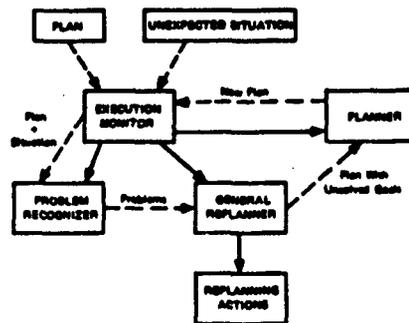 PLAN
UNEXPECTED SITUATION
EXECUTION
MONITOR
New Plan
PLANNER
Plan
+
Situation
PROBLEM
RECOGNIZER
Problems
GENERAL
REPLANNER
Plan With
Unsolved Goals
REPLANNING
ACTIONS